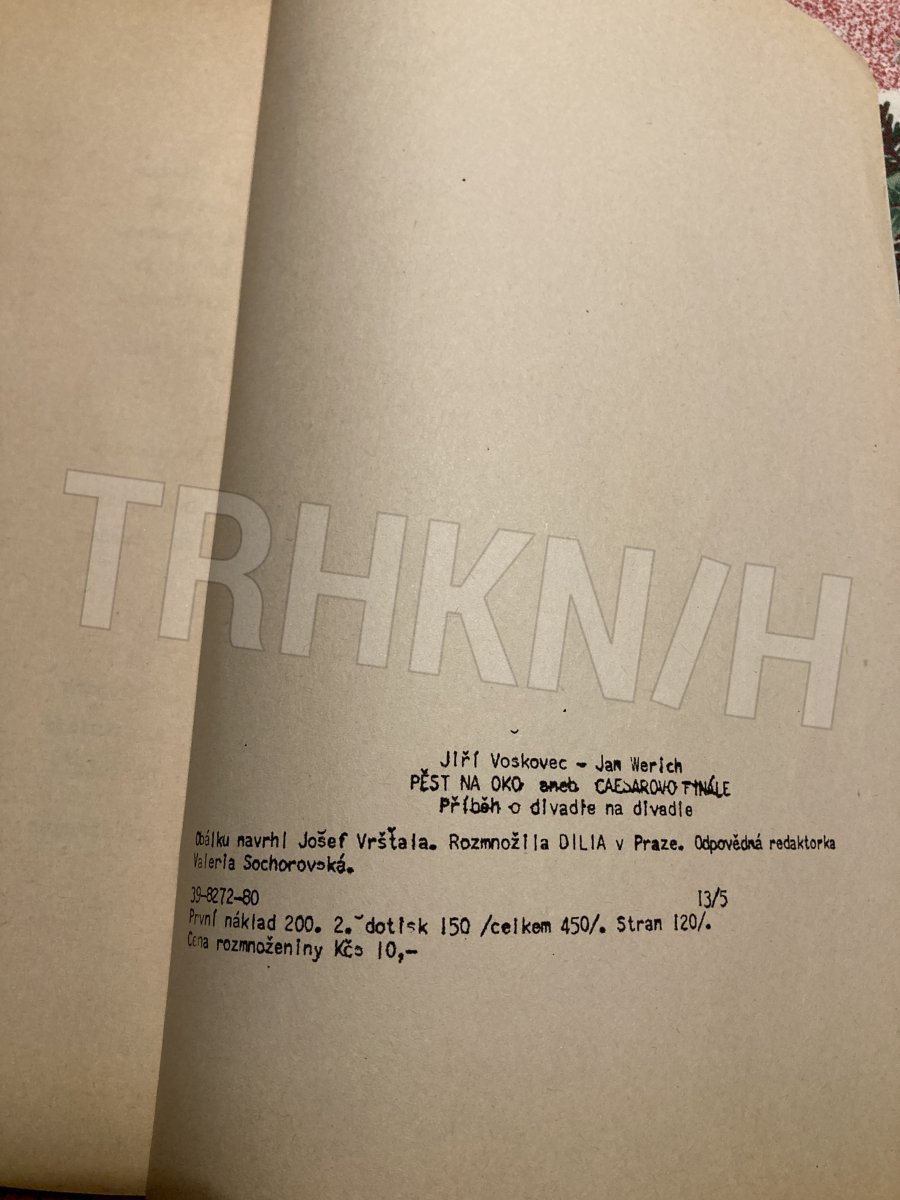 TRHKN/H
Jiří Voskovec - Jan Werich
PĚST NA OKO aneb CAESAROVO FINÁLE
Příběh o divadle na divadle
Obálku navrhl Josef Vršťala. Rozmnožila DILIA v Praze. Odpovědná redaktorka
Valeria Sochorovská.
39-8272-80 13/5
První náklad 200. 2. dotisk 150 /celkem 450/. Stran 120/.
Cena rozmnoženiny Kčs 10,-